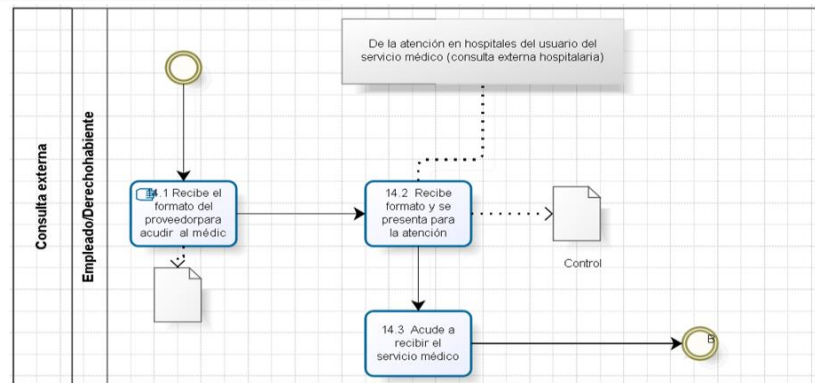 De la atención en hospitales del usuario del
servicio médico (consulta externa hospitalaria)
Consulta externa
Empleado/Derechohabiente
4.1 Recibe el
formato del
proveedorpara
acudir al médic
14.2 Recibe
formato y se
presenta para
la atención
Control
14.3 Acude a
recibir el
servicio médico
B